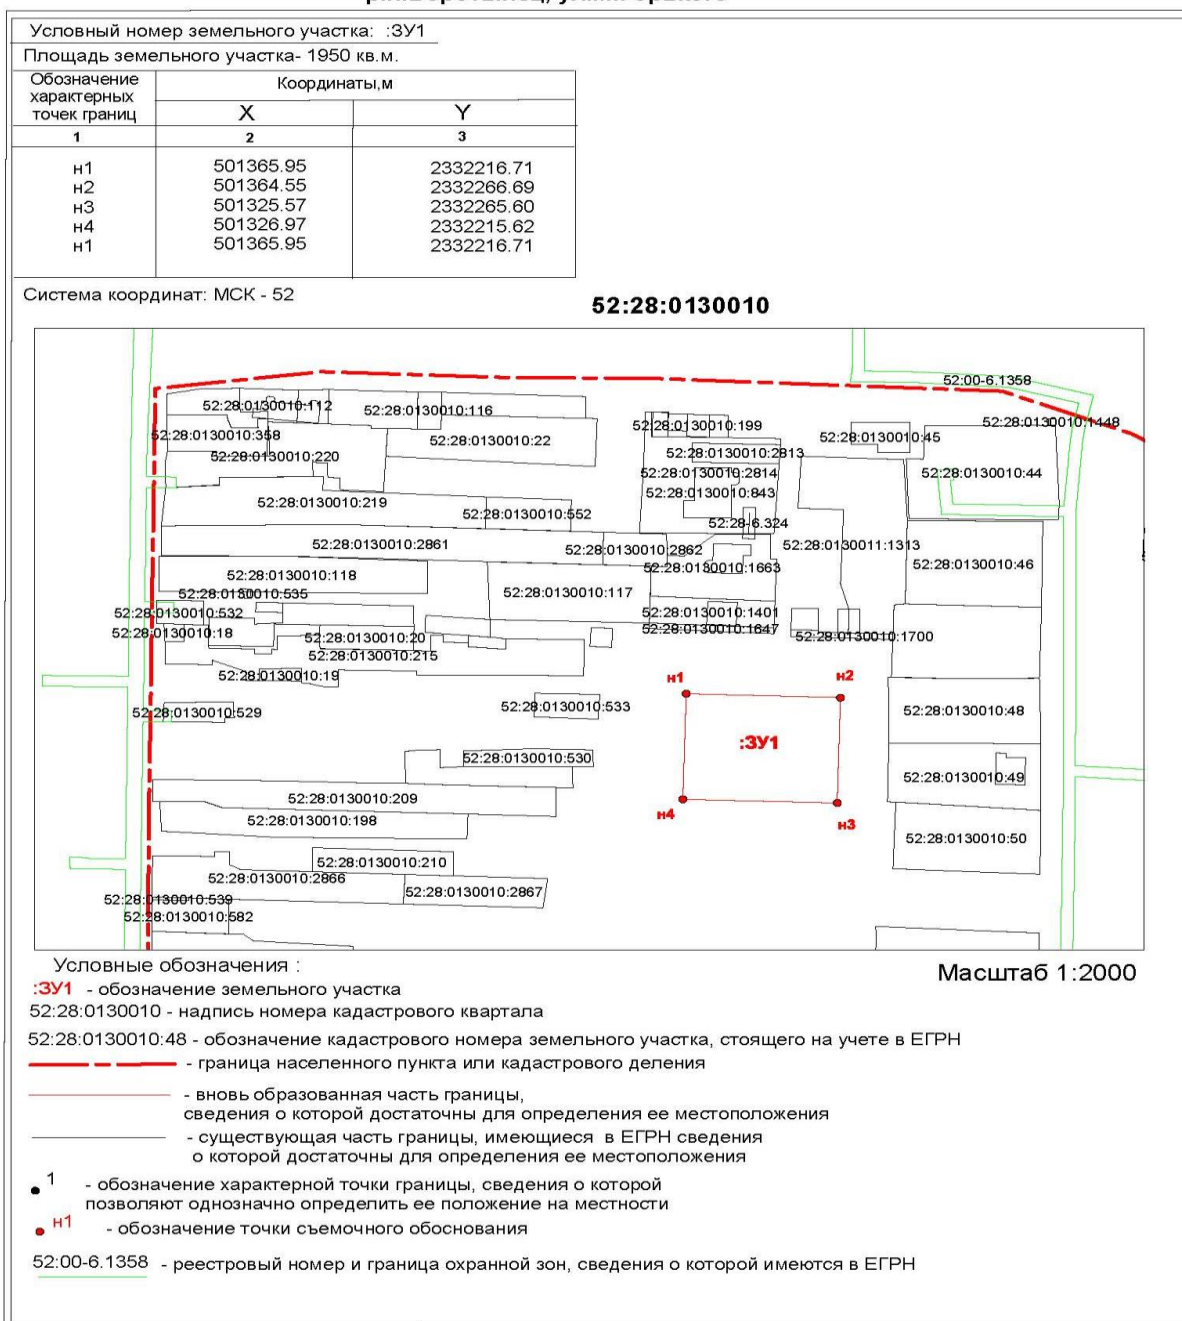 Условный номер земельного участка: :ЗУ1
Площадь земельного участка- 1950 кв.м.
Обозначение характерных точек границ
Координаты,м
X Y
1 2 3
н1 501365.95 2332216.71
н2 501364.55 2332266.69
н3 501325.57 2332265.60
н4 501326.97 2332215.62
н1 501365.95 2332216.71
Система координат: МСК - 52
52:28:0130010
52:00-6.1358
52:28:0130010:112
52:28:0130010:116
52:28:0130010:199
52:28:0130010:1448
52:28:0130010:358
52:28:0130010:22
52:28:0130010:45
52:28:0130010:220
52:28:0130010:2813
52:28:0130010:2814
52:28:0130010:44
52:28:0130010:219
52:28:0130010:843
52:28:0130010:552
52:28-6.324
52:28:0130010:2861
52:28:0130010:2862
52:28:0130011:1313
52:28:0130010:118
52:28:0130010:1663
52:28:0130010:46
52:28:0130010:535
52:28:0130010:117
52:28:0130010:532
52:28:0130010:1401
52:28:0130010:18
52:28:0130010:20
52:28:0130010:1647
52:28:0130010:1700
52:28:0130010:215
52:28:0130010:19
н1
н2
52:28:0130010:529
52:28:0130010:533
52:28:0130010:48
:ЗУ1
52:28:0130010:530
52:28:0130010:49
52:28:0130010:209
н4
н3
52:28:0130010:198
52:28:0130010:50
52:28:0130010:210
52:28:0130010:2866
52:28:0130010:2867
52:28:0130010:539
52:28:0130010:582
Условные обозначения :
Масштаб 1:2000
:ЗУ1 - обозначение земельного участка
52:28:0130010 - надпись номера кадастрового квартала
52:28:0130010:48 - обозначение кадастрового номера земельного участка, стоящего на учете в ЕГРН
- граница населенного пункта или кадастрового деления
- вновь образованная часть границы,
сведения о которой достаточны для определения ее местоположения
- существующая часть границы, имеющиеся в ЕГРН сведения
о которой достаточны для определения ее местоположения
1 - обозначение характерной точки границы, сведения о которой
позволяют однозначно определить ее положение на местности
н1 - обозначение точки съемочного обоснования
52:00-6.1358 - реестровый номер и граница охранной зон, сведения о которой имеются в ЕГРН